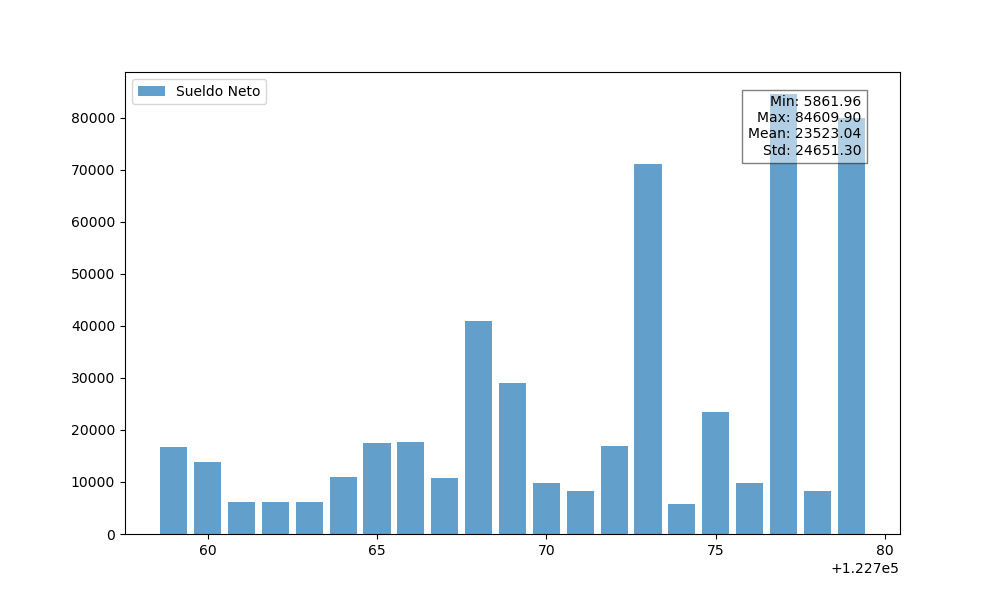 Sueldo Neto
Min: 5861.96
Max: 84609.90
Mean: 23523.04
Std: 24651.30
80000
70000
60000
50000
40000
30000
20000
10000
0
60 65 70 75 80
+1.227e5